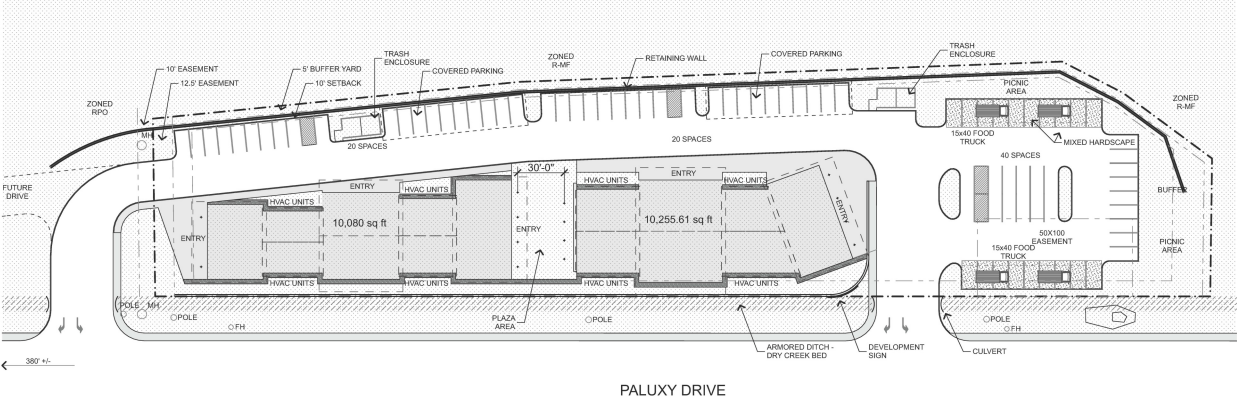 TRASH
ENCLOSURE
ZONED
R-MF
RETAINING WALL
COVERED PARKING
TRASH
ENCLOSURE
10' EASEMENT
5' BUFFER YARD
COVERED PARKING
12.5' EASEMENT
10' SETBACK
PICNIC
AREA
ZONED
RPO
ZONED
R-MF
MH
20 SPACES
20 SPACES
15x40 FOOD
TRUCK
MIXED HARDSCAPE
40 SPACES
30'-0"
FUTURE
DRIVE
HVAC UNITS
ENTRY
HVAC UNITS
HVAC UNITS
ENTRY
HVAC UNITS
BUFFER
10,080 sq ft
10,255.61 sq ft
ENTRY
ENTRY
ENTRY
50X100
EASEMENT
15x40 FOOD
TRUCK
PICNIC
AREA
HVAC UNITS
HVAC UNITS
HVAC UNITS
HVAC UNITS
POLE
MH
POLE
FH
PLAZA
AREA
POLE
POLE
FH
ARMORED DITCH -
DRY CREEK BED
DEVELOPMENT
SIGN
CULVERT
380' +/-
PALUXY DRIVE